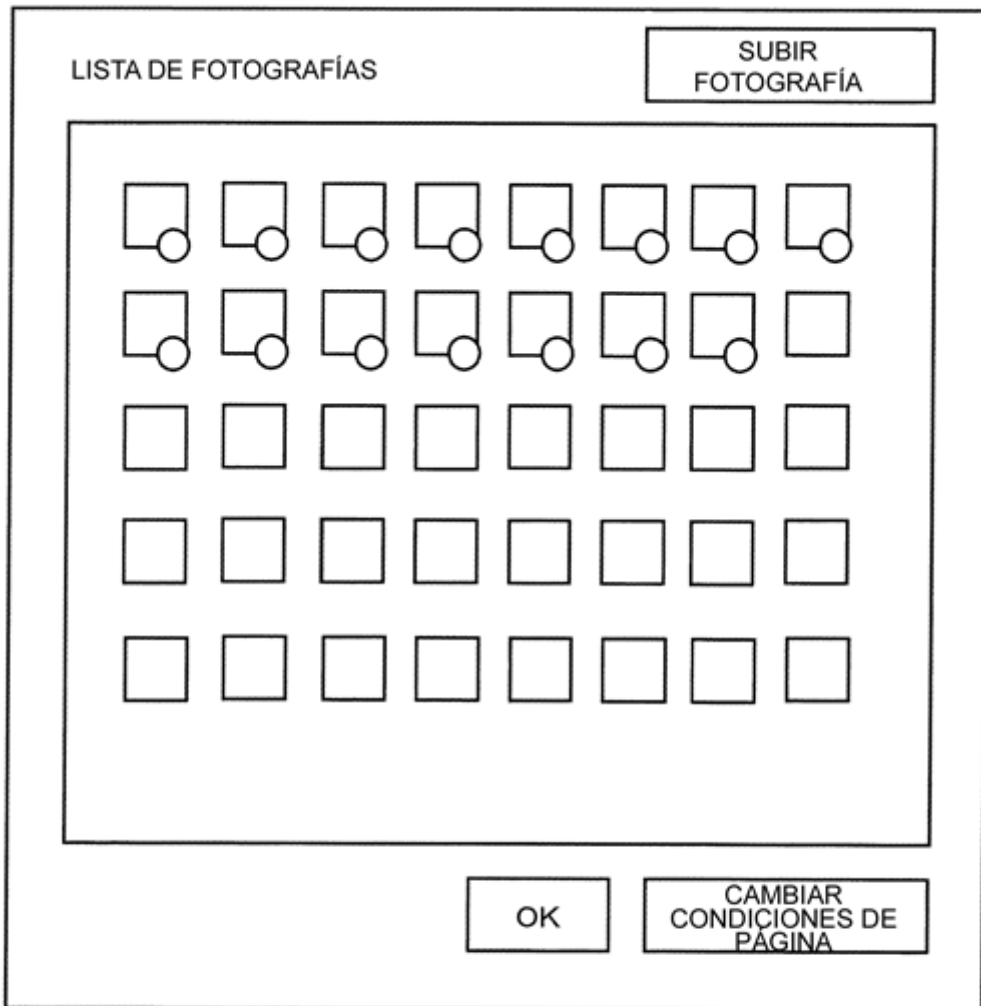 LISTA DE FOTOGRAFÍAS
SUBIR
FOTOGRAFÍA
OK
CAMBIAR
CONDICIONES DE
PÁGINA